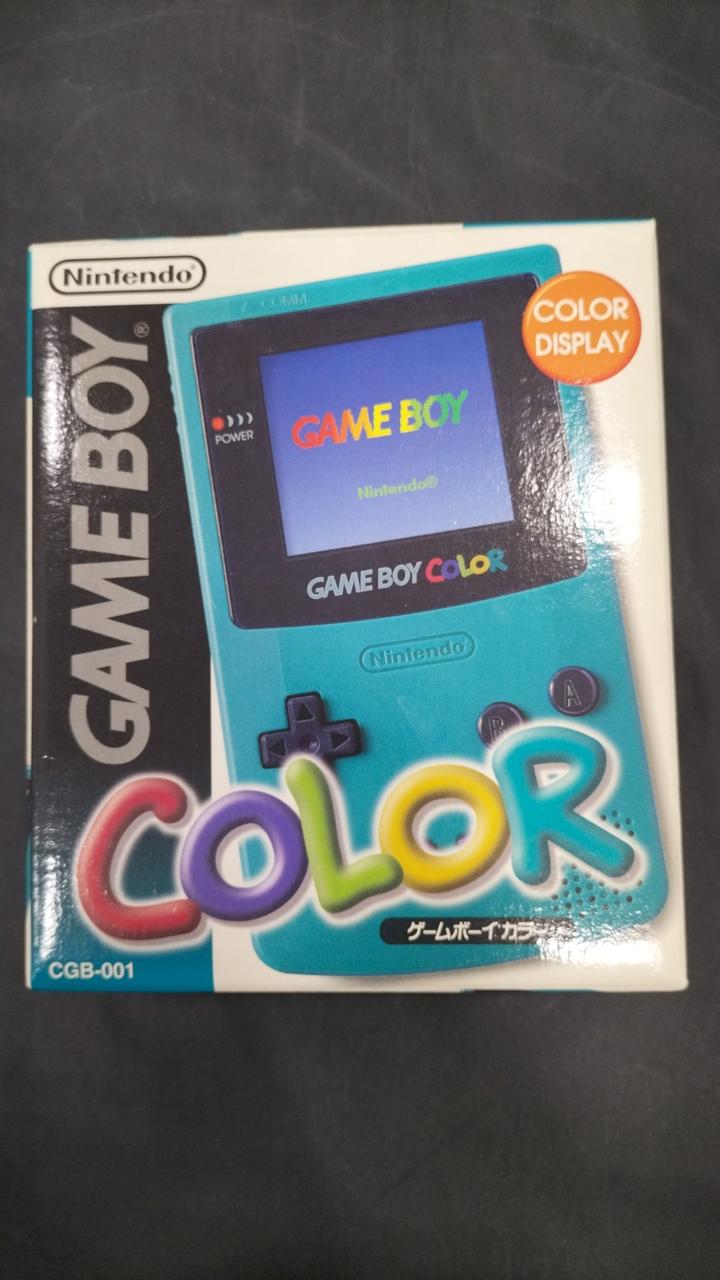 Nintendo®
GAME BOY®
COMM.
COLOR
DISPLAY
POWER
GAME BOY
Nintendo®
GAME BOY COLOR
Nintendo
A
B
COLOR
ゲームボーイカラー
CGB-001